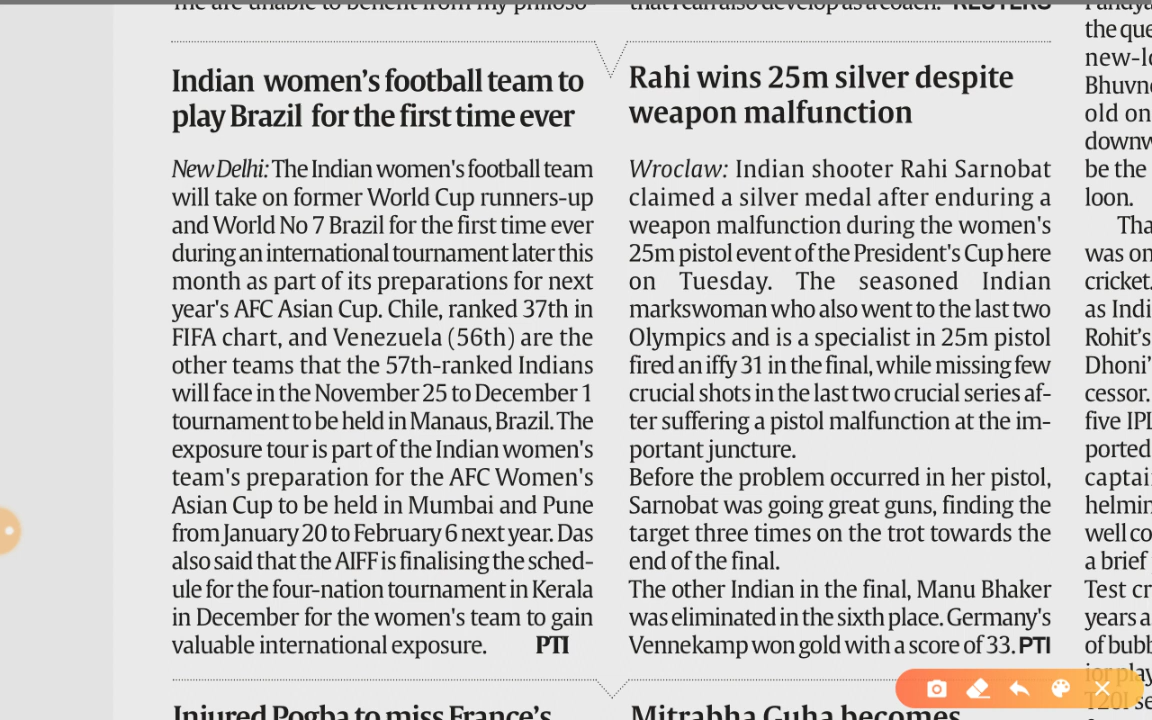 Indian women's football team to
play Brazil for the first time ever
New Delhi: The Indian women's football team
will take on former World Cup runners-up
and World No 7 Brazil for the first time ever
during an international tournament later this
month as part of its preparations for next
year's AFC Asian Cup. Chile, ranked 37th in
FIFA chart, and Venezuela (56th) are the
other teams that the 57th-ranked Indians
will face in the November 25 to December 1
tournament to be held in Manaus, Brazil. The
exposure tour is part of the Indian women's
team's preparation for the AFC Women's
Asian Cup to be held in Mumbai and Pune
from January 20 to February 6 next year. Das
also said that the AIFF is finalising the sched-
ule for the four-nation tournament in Kerala
in December for the women's team to gain
valuable international exposure. PTI
Injured Pogba to miss France's
that I can also develop as a coach. REUTERS
Rahi wins 25m silver despite
weapon malfunction
Wroclaw: Indian shooter Rahi Sarnobat
claimed a silver medal after enduring a
weapon malfunction during the women's
25m pistol event of the President's Cup here
on Tuesday. The seasoned Indian
markswoman who also went to the last two
Olympics and is a specialist in 25m pistol
fired an iffy 31 in the final, while missing few
crucial shots in the last two crucial series af-
ter suffering a pistol malfunction at the im-
portant juncture.
Before the problem occurred in her pistol,
Sarnobat was going great guns, finding the
target three times on the trot towards the
end of the final.
The other Indian in the final, Manu Bhaker
was eliminated in the sixth place. Germany's
Vennekamp won gold with a score of 33. PTI
Mitrabha Guha becomes
the que
new-lo
Bhuvne
old on
downw
be the
loon.
Tha
was on
cricket.
as Indi
Rohit's
Dhoni'
cessor.
five IPL
ported
captai
helmin
well co
a brief
Test cr
years a
of bubb